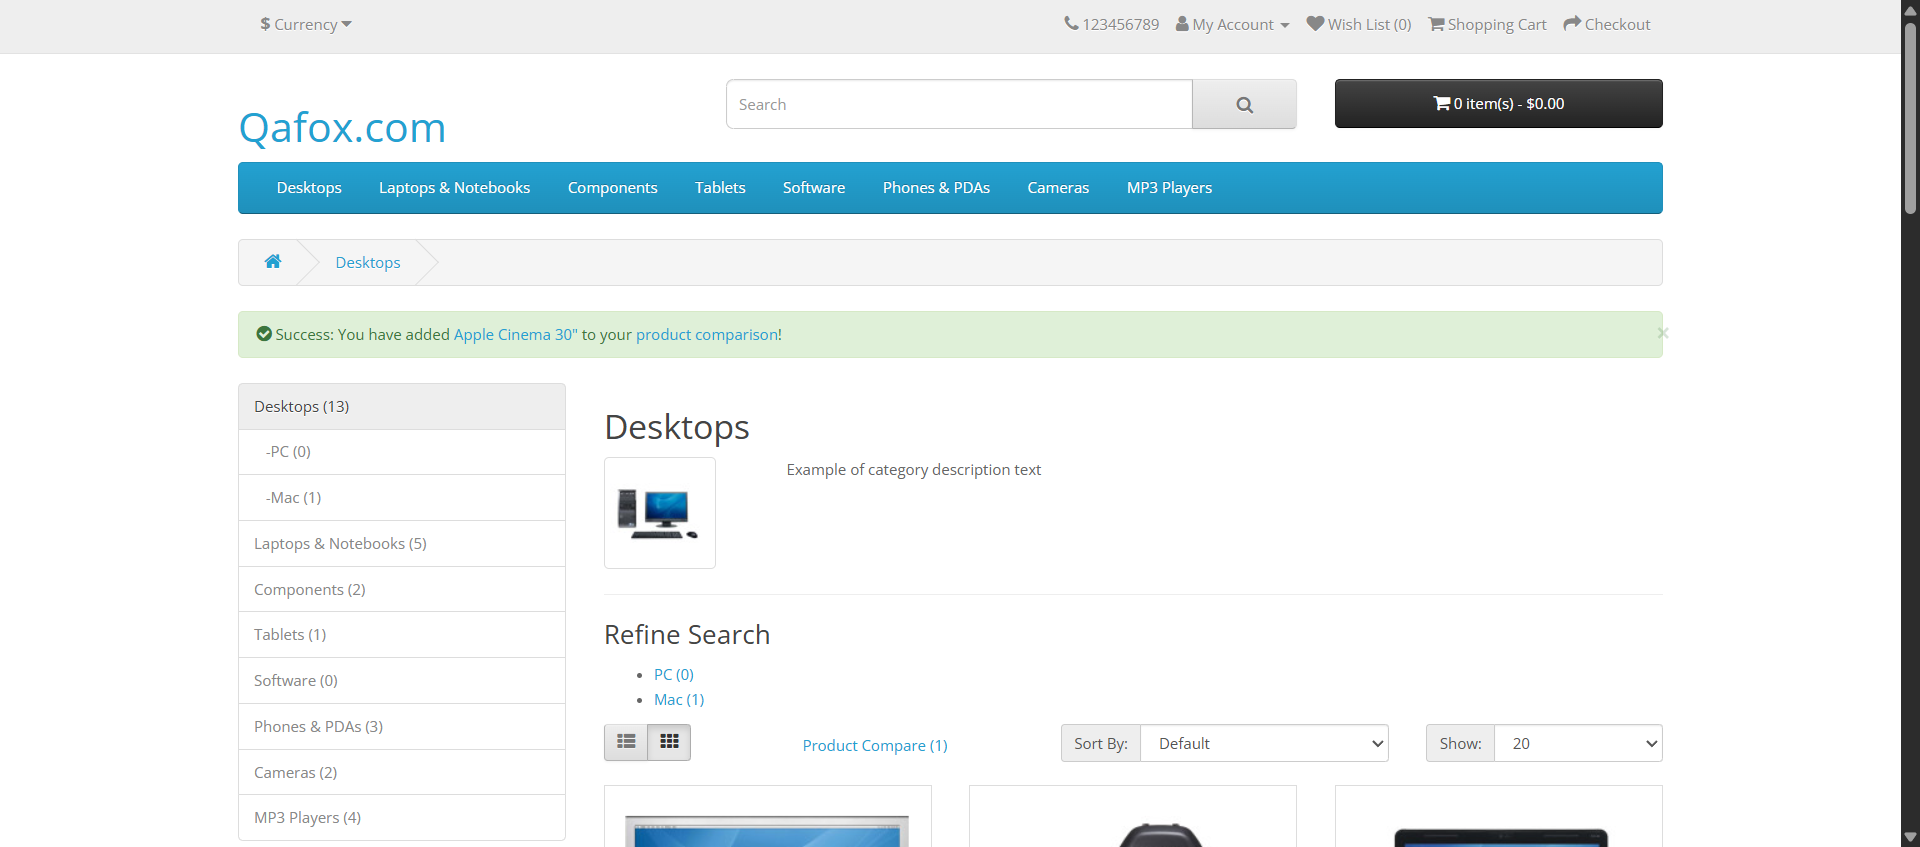 $ Currency
123456789 My Account Wish List (0) Shopping Cart Checkout
Qafox.com
Search
0 item(s) - $0.00
Desktops Laptops & Notebooks Components Tablets Software Phones & PDAs Cameras MP3 Players
Desktops
Success: You have added Apple Cinema 30" to your product comparison!
×
Desktops (13)
-PC (0)
-Mac (1)
Laptops & Notebooks (5)
Components (2)
Tablets (1)
Software (0)
Phones & PDAs (3)
Cameras (2)
MP3 Players (4)
Desktops
Example of category description text
Refine Search
PC (0)
Mac (1)
Product Compare (1)
Sort By: Default
Show: 20